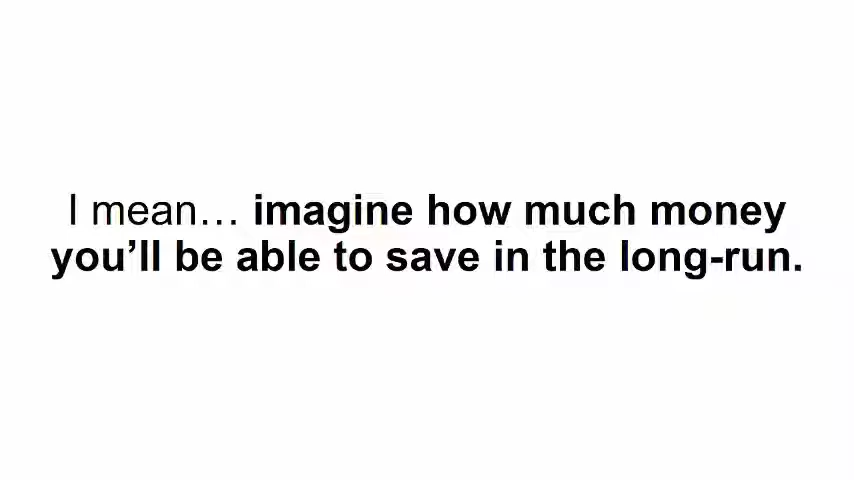 I mean… imagine how much money
you’ll be able to save in the long-run.